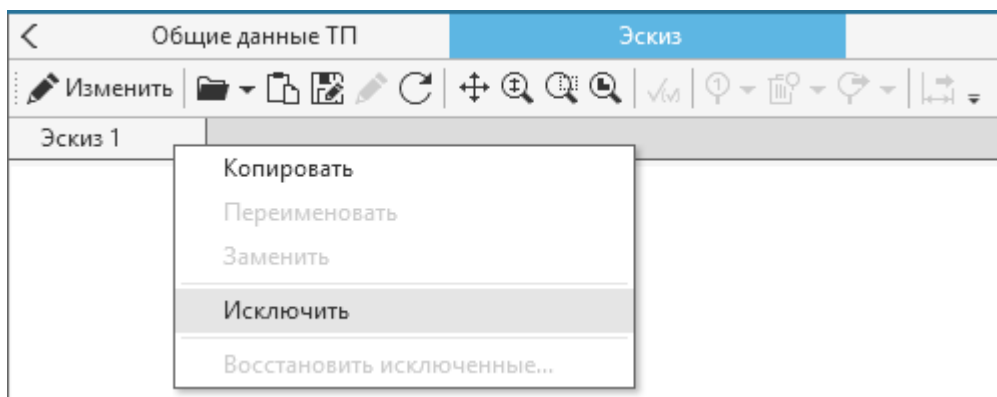 Общие данные ТП Эскиз
Изменить
Эскиз 1
Копировать
Переименовать
Заменить
Исключить
Восстановить исключенные...